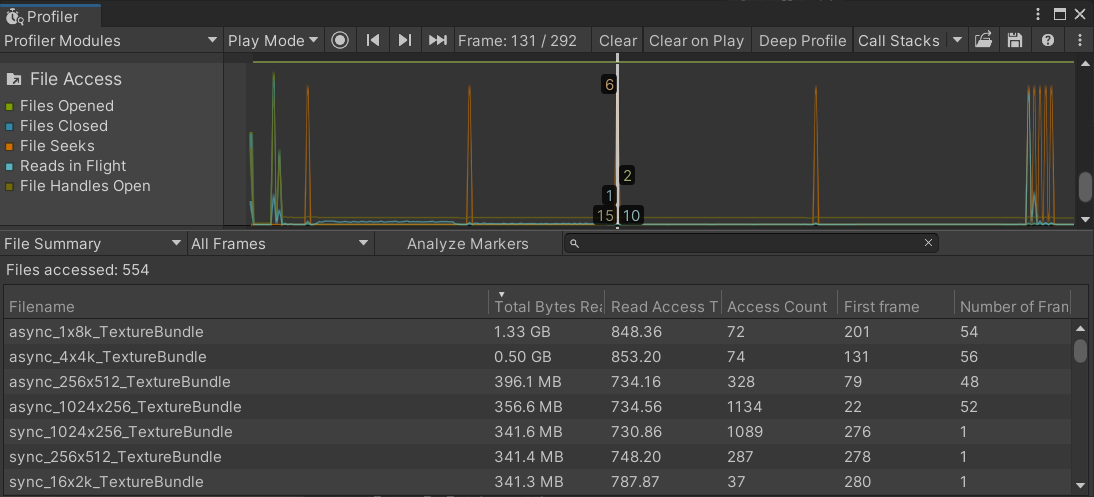 Profiler
Profiler Modules Play Mode Frame: 131 / 292 Clear Clear on Play Deep Profile Call Stacks
File Access
Files Opened
Files Closed
File Seeks
Reads in Flight
File Handles Open
6
2
1
15 10
File Summary All Frames Analyze Markers
Files accessed: 554
Filename Total Bytes Rea Read Access T Access Count First frame Number of Fran
async_1x8k_TextureBundle 1.33 GB 848.36 72 201 54
async_4x4k_TextureBundle 0.50 GB 853.20 74 131 56
async_256x512_TextureBundle 396.1 MB 734.16 328 79 48
async_1024x256_TextureBundle 356.6 MB 734.56 1134 22 52
sync_1024x256_TextureBundle 341.6 MB 730.86 1089 276 1
sync_256x512_TextureBundle 341.4 MB 748.20 287 278 1
sync_16x2k_TextureBundle 341.3 MB 787.87 37 280 1